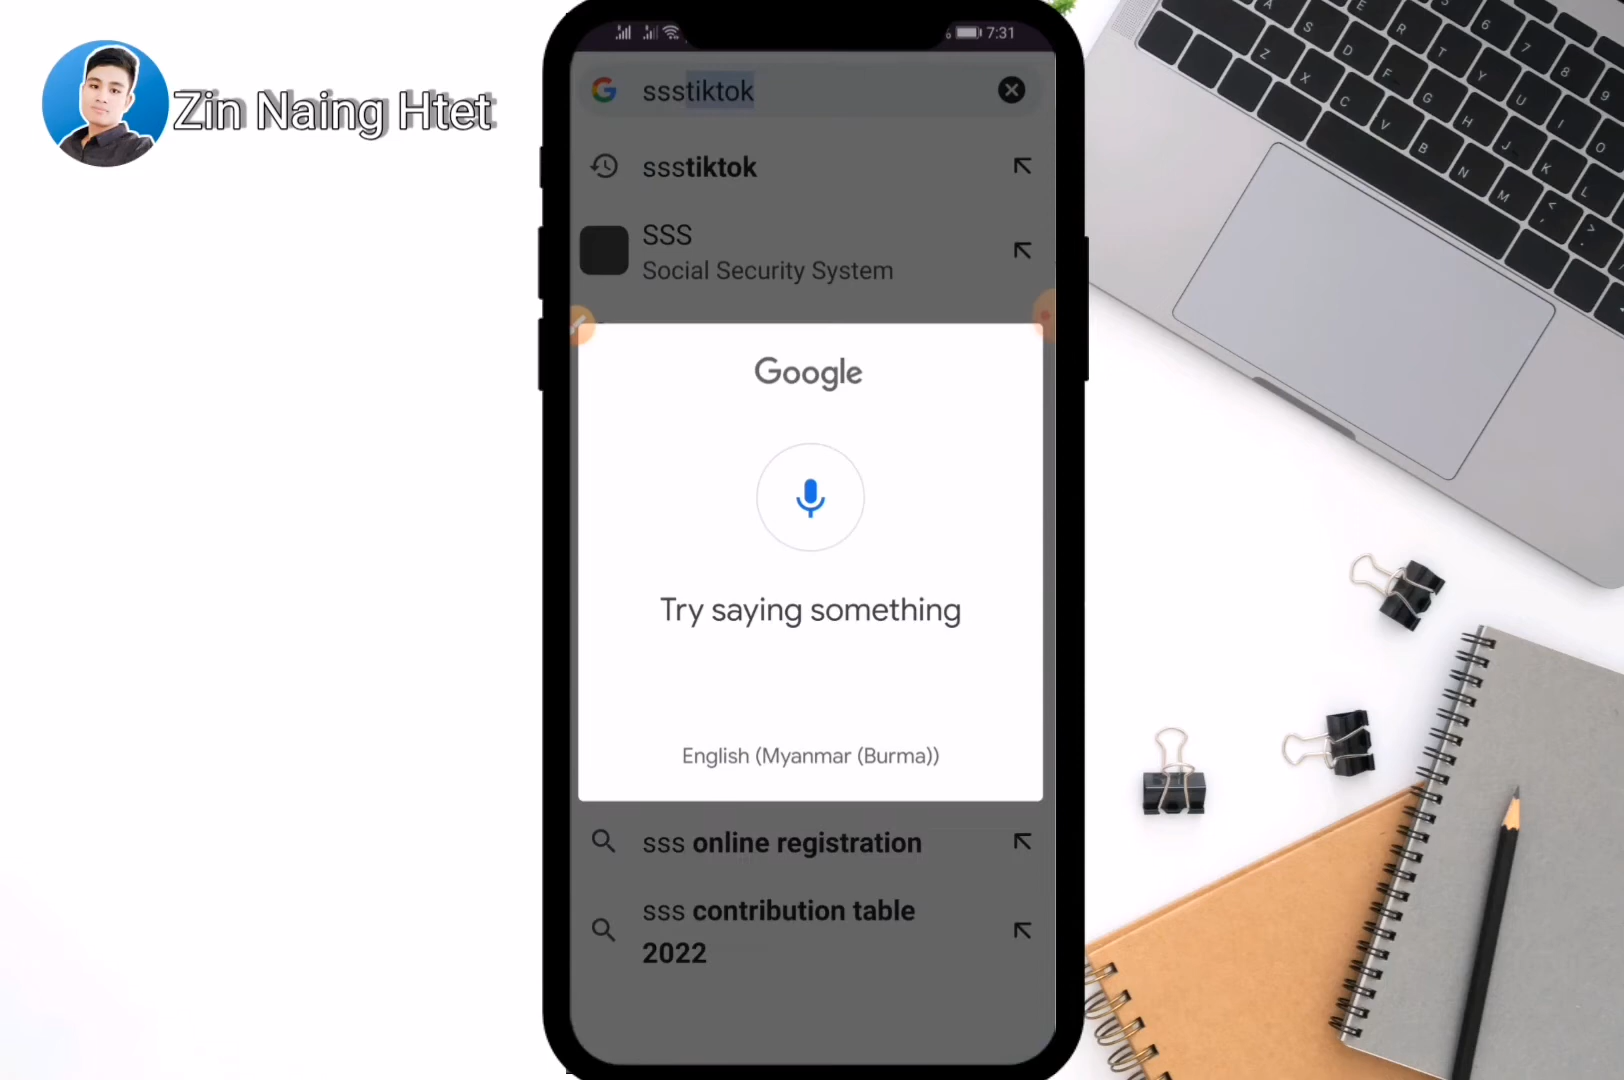 Zin Naing Htet
7:31
ssstiktok
ssstiktok
SSS
Social Security System
Google
Try saying something
English (Myanmar (Burma))
sss online registration
sss contribution table
2022